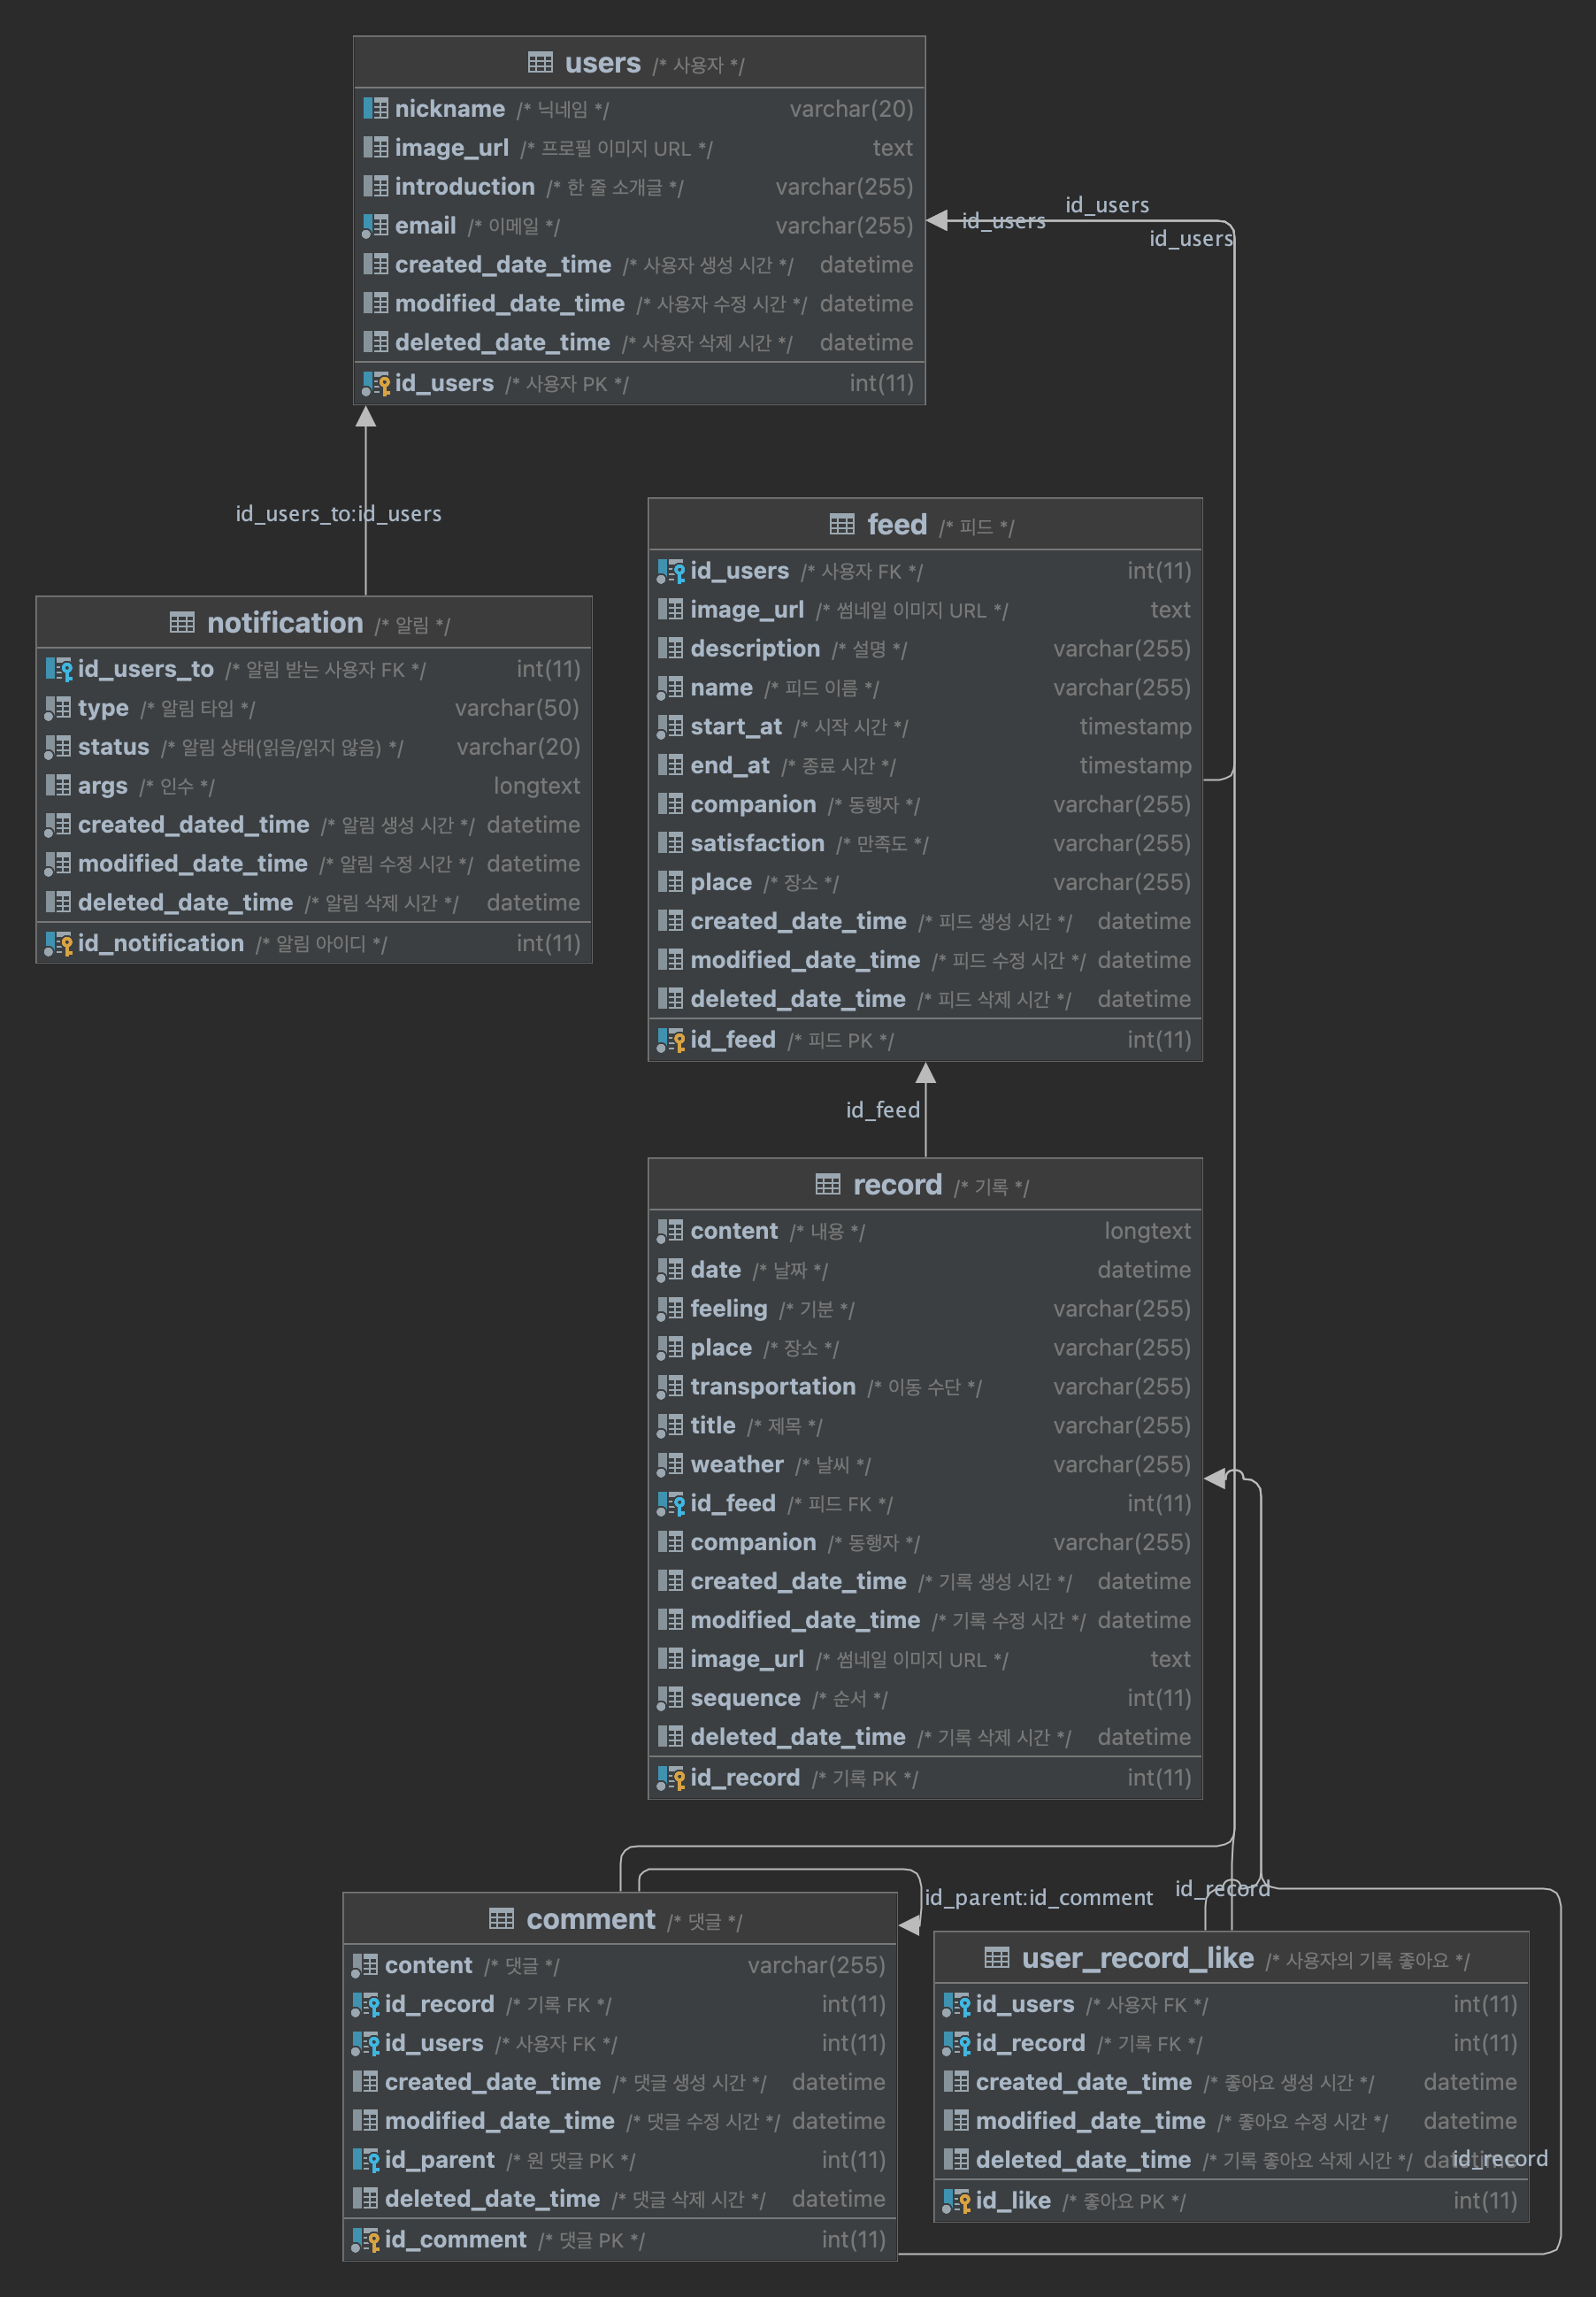 users /* 사용자 */
nickname /* 닉네임 */ varchar(20)
image_url /* 프로필 이미지 URL */ text
introduction /* 한 줄 소개글 */ varchar(255)
email /* 이메일 */ varchar(255)
created_date_time /* 사용자 생성 시간 */ datetime
modified_date_time /* 사용자 수정 시간 */ datetime
deleted_date_time /* 사용자 삭제 시간 */ datetime
id_users /* 사용자 PK */ int(11)
id_users
id_users
id_users
id_users_to:id_users
notification /* 알림 */
id_users_to /* 알림 받는 사용자 FK */ int(11)
type /* 알림 타입 */ varchar(50)
status /* 알림 상태(읽음/읽지 않음) */ varchar(20)
args /* 인수 */ longtext
created_dated_time /* 알림 생성 시간 */ datetime
modified_date_time /* 알림 수정 시간 */ datetime
deleted_date_time /* 알림 삭제 시간 */ datetime
id_notification /* 알림 아이디 */ int(11)
feed /* 피드 */
id_users /* 사용자 FK */ int(11)
image_url /* 썸네일 이미지 URL */ text
description /* 설명 */ varchar(255)
name /* 피드 이름 */ varchar(255)
start_at /* 시작 시간 */ timestamp
end_at /* 종료 시간 */ timestamp
companion /* 동행자 */ varchar(255)
satisfaction /* 만족도 */ varchar(255)
place /* 장소 */ varchar(255)
created_date_time /* 피드 생성 시간 */ datetime
modified_date_time /* 피드 수정 시간 */ datetime
deleted_date_time /* 피드 삭제 시간 */ datetime
id_feed /* 피드 PK */ int(11)
id_feed
record /* 기록 */
content /* 내용 */ longtext
date /* 날짜 */ datetime
feeling /* 기분 */ varchar(255)
place /* 장소 */ varchar(255)
transportation /* 이동 수단 */ varchar(255)
title /* 제목 */ varchar(255)
weather /* 날씨 */ varchar(255)
id_feed /* 피드 FK */ int(11)
companion /* 동행자 */ varchar(255)
created_date_time /* 기록 생성 시간 */ datetime
modified_date_time /* 기록 수정 시간 */ datetime
image_url /* 썸네일 이미지 URL */ text
sequence /* 순서 */ int(11)
deleted_date_time /* 기록 삭제 시간 */ datetime
id_record /* 기록 PK */ int(11)
id_parent:id_comment
id_record
comment /* 댓글 */
content /* 댓글 */ varchar(255)
id_record /* 기록 FK */ int(11)
id_users /* 사용자 FK */ int(11)
created_date_time /* 댓글 생성 시간 */ datetime
modified_date_time /* 댓글 수정 시간 */ datetime
id_parent /* 원 댓글 PK */ int(11)
deleted_date_time /* 댓글 삭제 시간 */ datetime
id_comment /* 댓글 PK */ int(11)
user_record_like /* 사용자의 기록 좋아요 */
id_users /* 사용자 FK */ int(11)
id_record /* 기록 FK */ int(11)
created_date_time /* 좋아요 생성 시간 */ datetime
modified_date_time /* 좋아요 수정 시간 */ datetime
deleted_date_time /* 기록 좋아요 삭제 시간 */ datetime
id_record
id_like /* 좋아요 PK */ int(11)